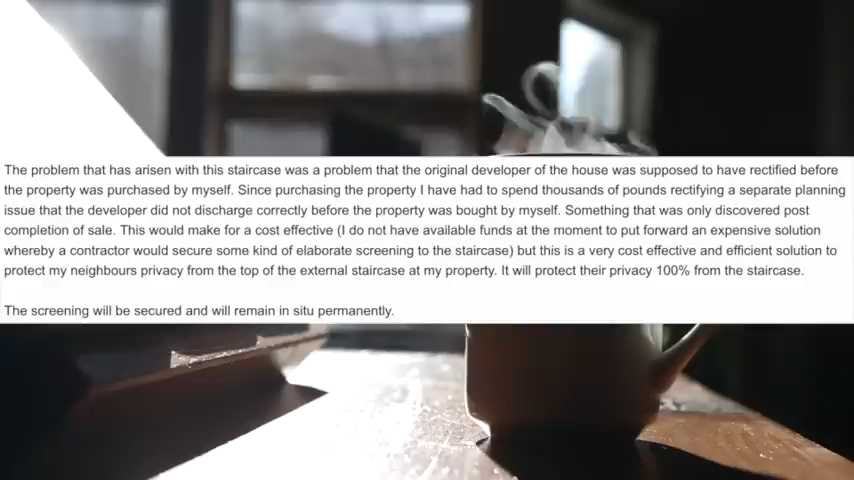 The problem that has arisen with this staircase was a problem that the original developer of the house was supposed to have rectified before
the property was purchased by myself. Since purchasing the property I have had to spend thousands of pounds rectifying a separate planning
issue that the developer did not discharge correctly before the property was bought by myself. Something that was only discovered post
completion of sale. This would make for a cost effective (I do not have available funds at the moment to put forward an expensive solution
whereby a contractor would secure some kind of elaborate screening to the staircase) but this is a very cost effective and efficient solution to
protect my neighbours privacy from the top of the external staircase at my property. It will protect their privacy 100% from the staircase.
The screening will be secured and will remain in situ permanently.